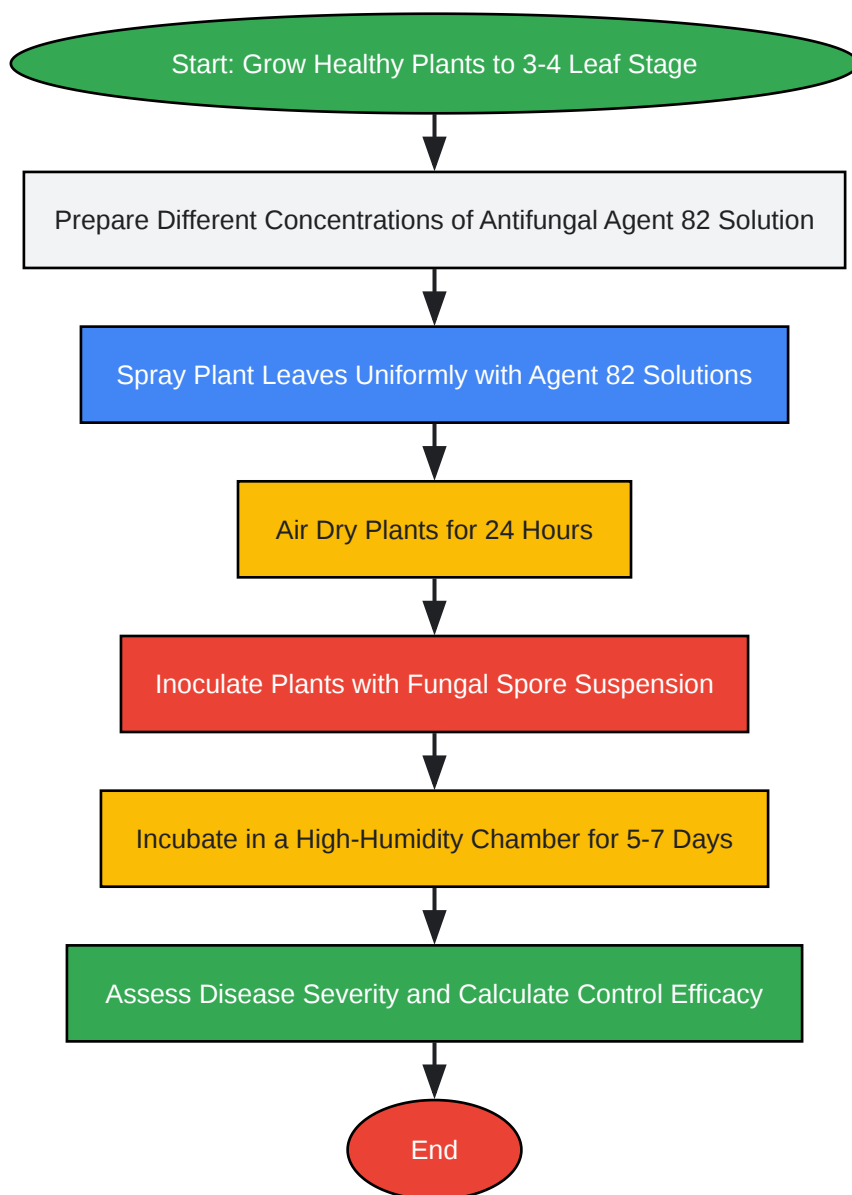 Start: Grow Healthy Plants to 3-4 Leaf Stage
Prepare Different Concentrations of Antifungal Agent 82 Solution
Spray Plant Leaves Uniformly with Agent 82 Solutions
Air Dry Plants for 24 Hours
Inoculate Plants with Fungal Spore Suspension
Incubate in a High-Humidity Chamber for 5-7 Days
Assess Disease Severity and Calculate Control Efficacy
End